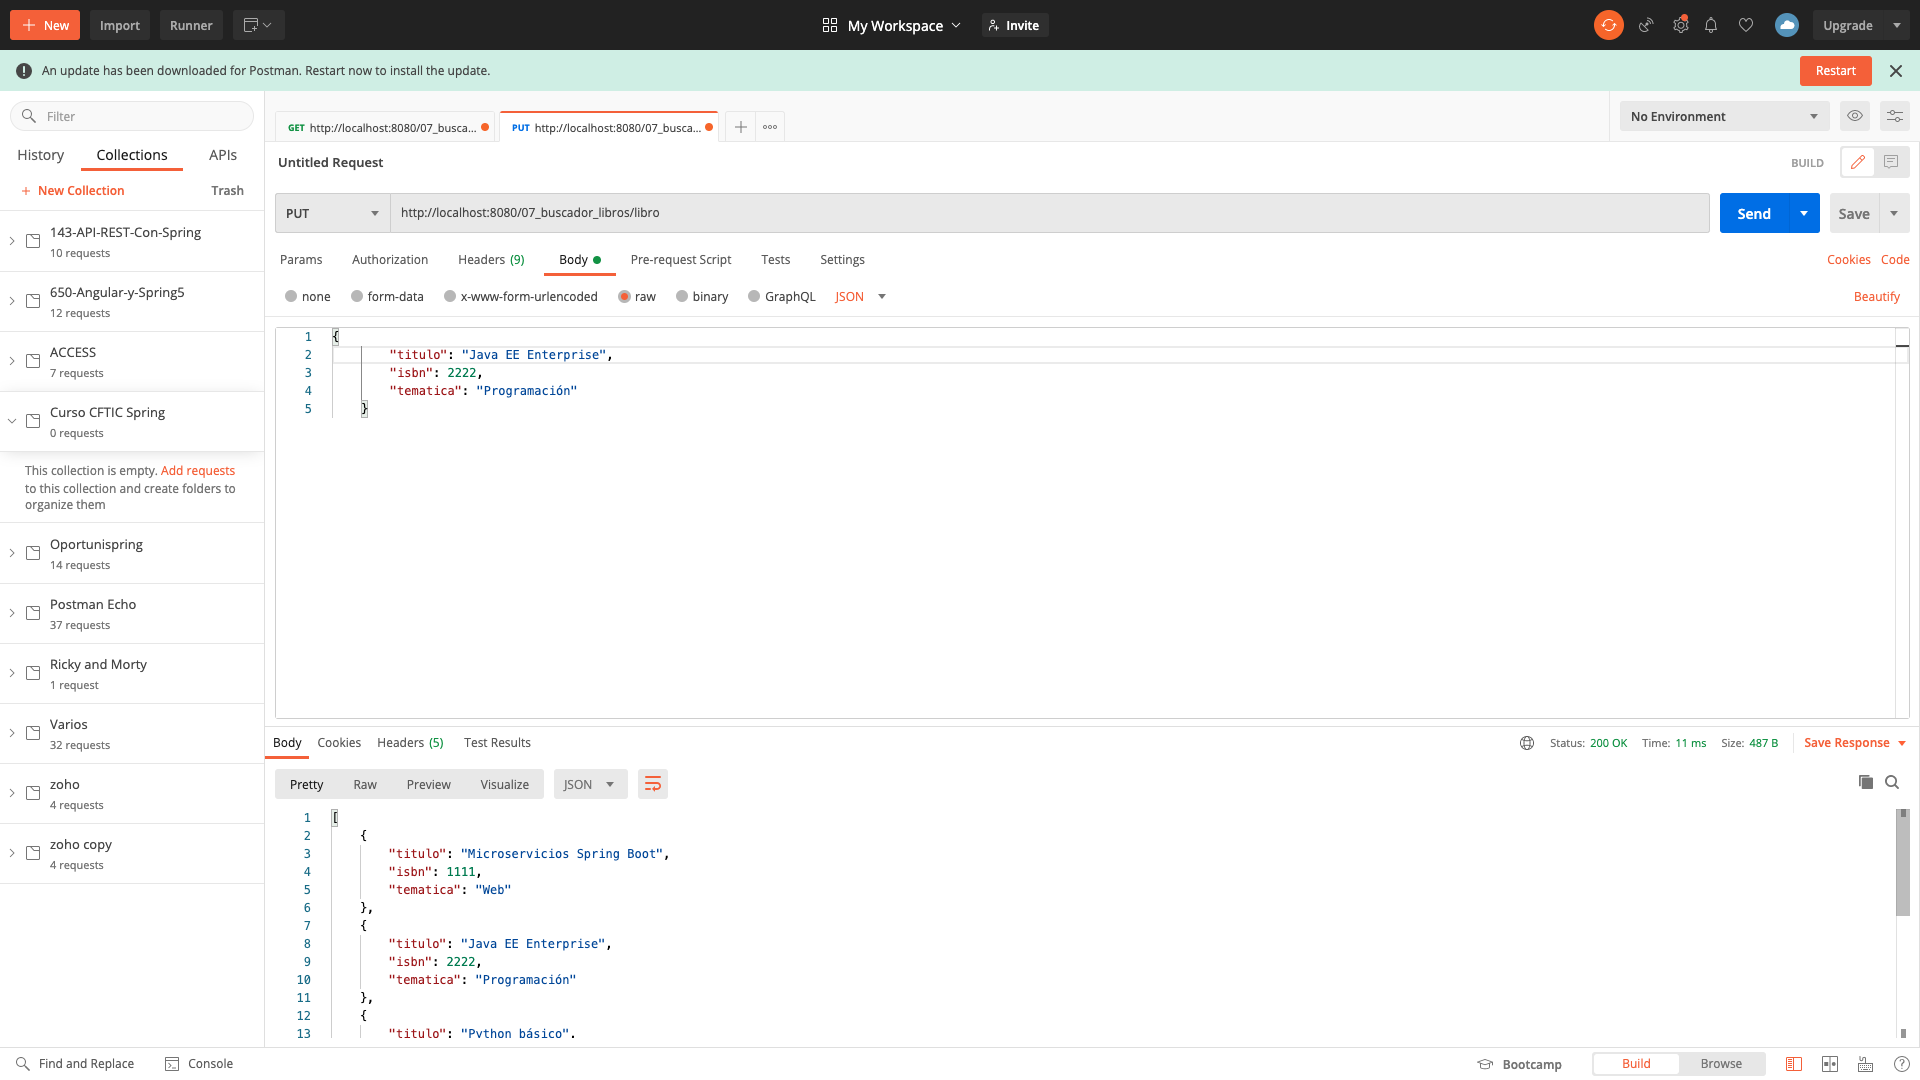 New
Import
Runner
My Workspace
Invite
Upgrade
An update has been downloaded for Postman. Restart now to install the update.
Restart
Filter
History
Collections
APIs
New Collection
Trash
143-API-REST-Con-Spring
10 requests
650-Angular-y-Spring5
12 requests
ACCESS
7 requests
Curso CFTIC Spring
0 requests
This collection is empty. Add requests
to this collection and create folders to
organize them
Oportunispring
14 requests
Postman Echo
37 requests
Ricky and Morty
1 request
Varios
32 requests
zoho
4 requests
zoho copy
4 requests
GET http://localhost:8080/07_busca...
PUT http://localhost:8080/07_busca...
No Environment
Untitled Request
BUILD
PUT
http://localhost:8080/07_buscador_libros/libro
Send
Save
Params
Authorization
Headers (9)
Body
Pre-request Script
Tests
Settings
Cookies
Code
none
form-data
x-www-form-urlencoded
raw
binary
GraphQL
JSON
Beautify
1 {
2 "titulo": "Java EE Enterprise",
3 "isbn": 2222,
4 "tematica": "Programación"
5 }
Body
Cookies
Headers (5)
Test Results
Status: 200 OK
Time: 11 ms
Size: 487 B
Save Response
Pretty
Raw
Preview
Visualize
JSON
1 [
2 {
3 "titulo": "Microservicios Spring Boot",
4 "isbn": 1111,
5 "tematica": "Web"
6 },
7 {
8 "titulo": "Java EE Enterprise",
9 "isbn": 2222,
10 "tematica": "Programación"
11 },
12 {
13 "titulo": "Python básico",
Find and Replace
Console
Bootcamp
Build
Browse